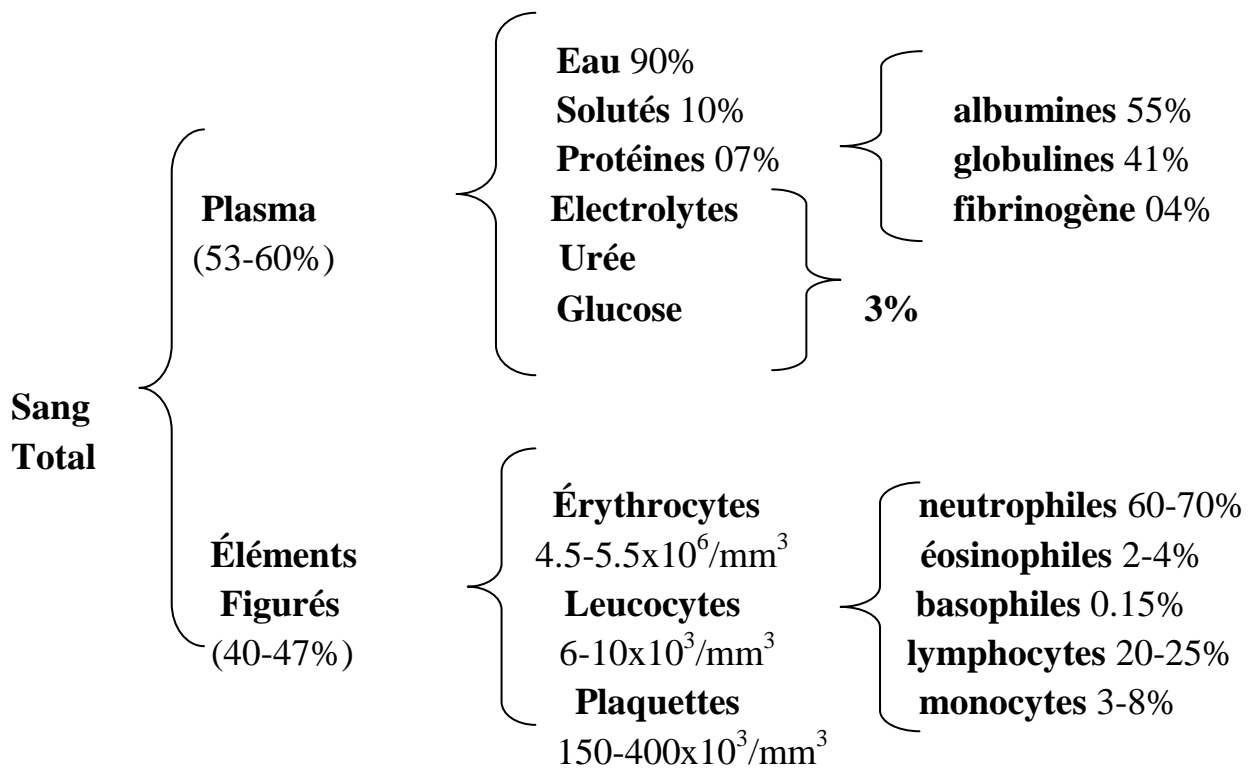 Sang
Total
Plasma
(53-60%)
Eau 90%
Solutés 10%
Protéines 07%
Electrolytes
Urée
Glucose
3%
albumines 55%
globulines 41%
fibrinogène 04%
Éléments
Figurés
(40-47%)
Érythrocytes
4.5-5.5x10⁶/mm³
Leucocytes
6-10x10³/mm³
Plaquettes
150-400x10³/mm³
neutrophiles 60-70%
éosinophiles 2-4%
basophiles 0.15%
lymphocytes 20-25%
monocytes 3-8%